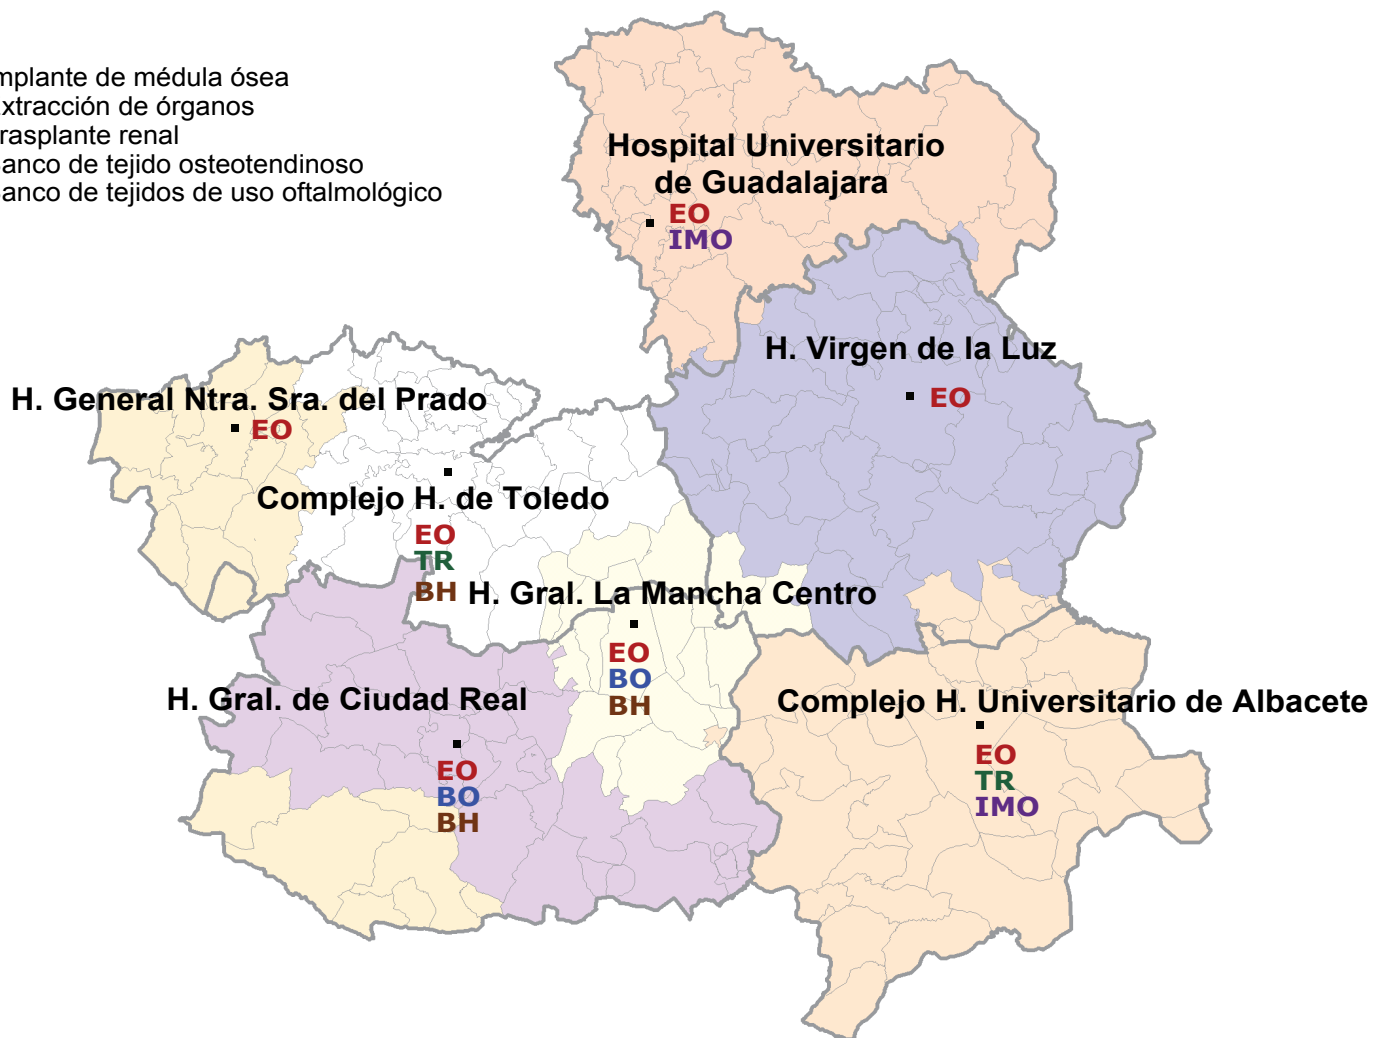 mplante de médula ósea
xtracción de órganos
rasplante renal
anco de tejido osteotendinoso
anco de tejidos de uso oftalmológico
Hospital Universitario
de Guadalajara
EO
IMO
H. Virgen de la Luz
EO
H. General Ntra. Sra. del Prado
EO
Complejo H. de Toledo
EO
TR
BH
H. Gral. La Mancha Centro
EO
BO
BH
H. Gral. de Ciudad Real
EO
BO
BH
Complejo H. Universitario de Albacete
EO
TR
IMO